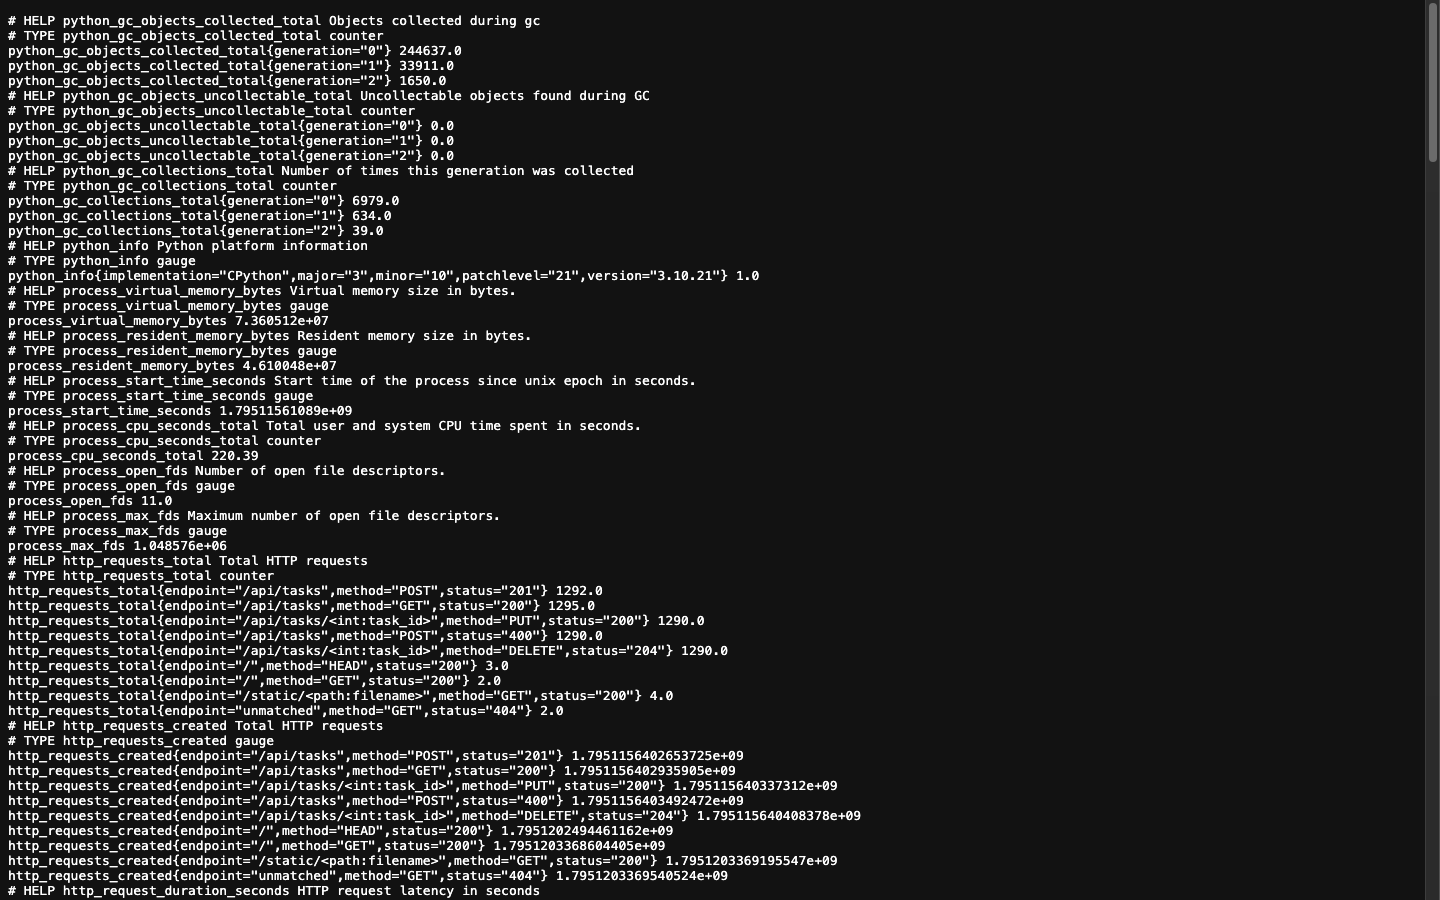 # HELP python_gc_objects_collected_total Objects collected during gc
# TYPE python_gc_objects_collected_total counter
python_gc_objects_collected_total{generation="0"} 244637.0
python_gc_objects_collected_total{generation="1"} 33911.0
python_gc_objects_collected_total{generation="2"} 1650.0
# HELP python_gc_objects_uncollectable_total Uncollectable objects found during GC
# TYPE python_gc_objects_uncollectable_total counter
python_gc_objects_uncollectable_total{generation="0"} 0.0
python_gc_objects_uncollectable_total{generation="1"} 0.0
python_gc_objects_uncollectable_total{generation="2"} 0.0
# HELP python_gc_collections_total Number of times this generation was collected
# TYPE python_gc_collections_total counter
python_gc_collections_total{generation="0"} 6979.0
python_gc_collections_total{generation="1"} 634.0
python_gc_collections_total{generation="2"} 39.0
# HELP python_info Python platform information
# TYPE python_info gauge
python_info{implementation="CPython",major="3",minor="10",patchlevel="21",version="3.10.21"} 1.0
# HELP process_virtual_memory_bytes Virtual memory size in bytes.
# TYPE process_virtual_memory_bytes gauge
process_virtual_memory_bytes 7.360512e+07
# HELP process_resident_memory_bytes Resident memory size in bytes.
# TYPE process_resident_memory_bytes gauge
process_resident_memory_bytes 4.610048e+07
# HELP process_start_time_seconds Start time of the process since unix epoch in seconds.
# TYPE process_start_time_seconds gauge
process_start_time_seconds 1.79511561089e+09
# HELP process_cpu_seconds_total Total user and system CPU time spent in seconds.
# TYPE process_cpu_seconds_total counter
process_cpu_seconds_total 220.39
# HELP process_open_fds Number of open file descriptors.
# TYPE process_open_fds gauge
process_open_fds 11.0
# HELP process_max_fds Maximum number of open file descriptors.
# TYPE process_max_fds gauge
process_max_fds 1.048576e+06
# HELP http_requests_total Total HTTP requests
# TYPE http_requests_total counter
http_requests_total{endpoint="/api/tasks",method="POST",status="201"} 1292.0
http_requests_total{endpoint="/api/tasks",method="GET",status="200"} 1295.0
http_requests_total{endpoint="/api/tasks/<int:task_id>",method="PUT",status="200"} 1290.0
http_requests_total{endpoint="/api/tasks",method="POST",status="400"} 1290.0
http_requests_total{endpoint="/api/tasks/<int:task_id>",method="DELETE",status="204"} 1290.0
http_requests_total{endpoint="/",method="HEAD",status="200"} 3.0
http_requests_total{endpoint="/",method="GET",status="200"} 2.0
http_requests_total{endpoint="/static/<path:filename>",method="GET",status="200"} 4.0
http_requests_total{endpoint="unmatched",method="GET",status="404"} 2.0
# HELP http_requests_created Total HTTP requests
# TYPE http_requests_created gauge
http_requests_created{endpoint="/api/tasks",method="POST",status="201"} 1.7951156402653725e+09
http_requests_created{endpoint="/api/tasks",method="GET",status="200"} 1.7951156402935905e+09
http_requests_created{endpoint="/api/tasks/<int:task_id>",method="PUT",status="200"} 1.795115640337312e+09
http_requests_created{endpoint="/api/tasks",method="POST",status="400"} 1.7951156403492472e+09
http_requests_created{endpoint="/api/tasks/<int:task_id>",method="DELETE",status="204"} 1.795115640408378e+09
http_requests_created{endpoint="/",method="HEAD",status="200"} 1.7951202494461162e+09
http_requests_created{endpoint="/",method="GET",status="200"} 1.7951203368604405e+09
http_requests_created{endpoint="/static/<path:filename>",method="GET",status="200"} 1.7951203369195547e+09
http_requests_created{endpoint="unmatched",method="GET",status="404"} 1.7951203369540524e+09
# HELP http_request_duration_seconds HTTP request latency in seconds